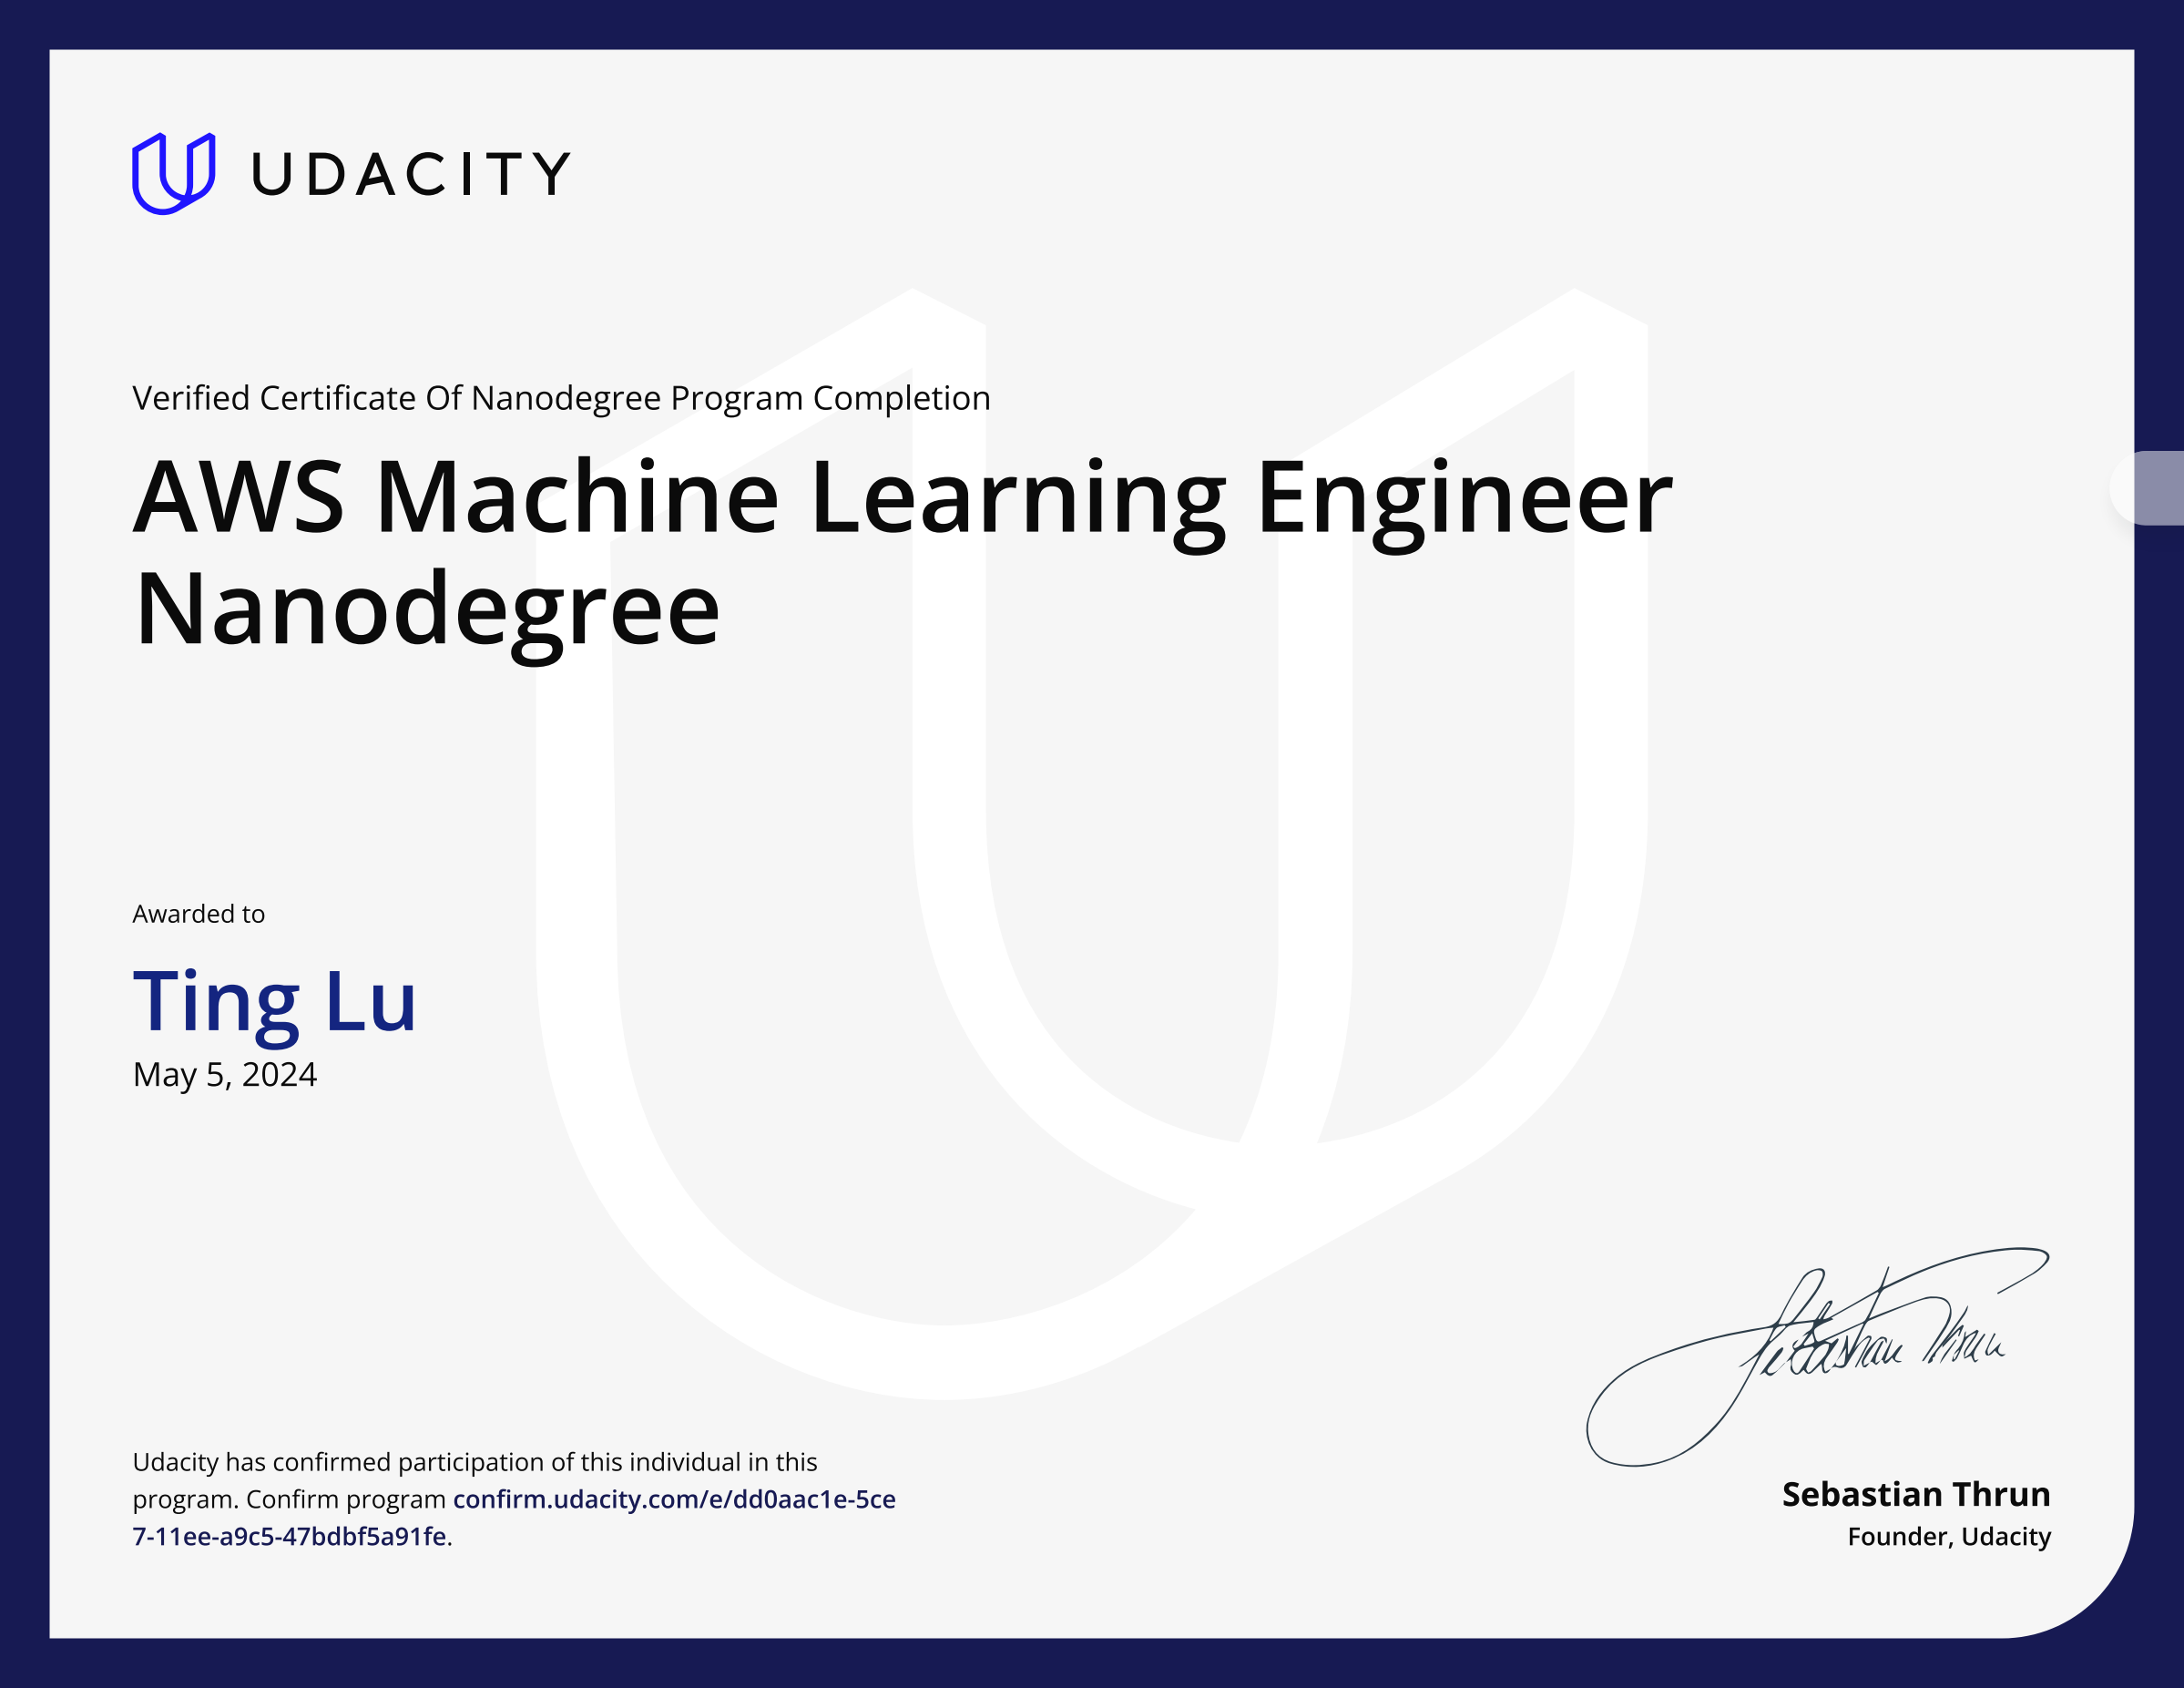 UDACITY
Verified Certificate Of Nanodegree Program Completion
AWS Machine Learning Engineer
Nanodegree
Awarded to
Ting Lu
May 5, 2024
Sebastian Thrun
Udacity has confirmed participation of this individual in this
program. Confirm program confirm.udacity.com/e/dd0aac1e-5ce
7-11ee-a9c5-47bdbf5a91fe.
Sebastian Thrun
Founder, Udacity